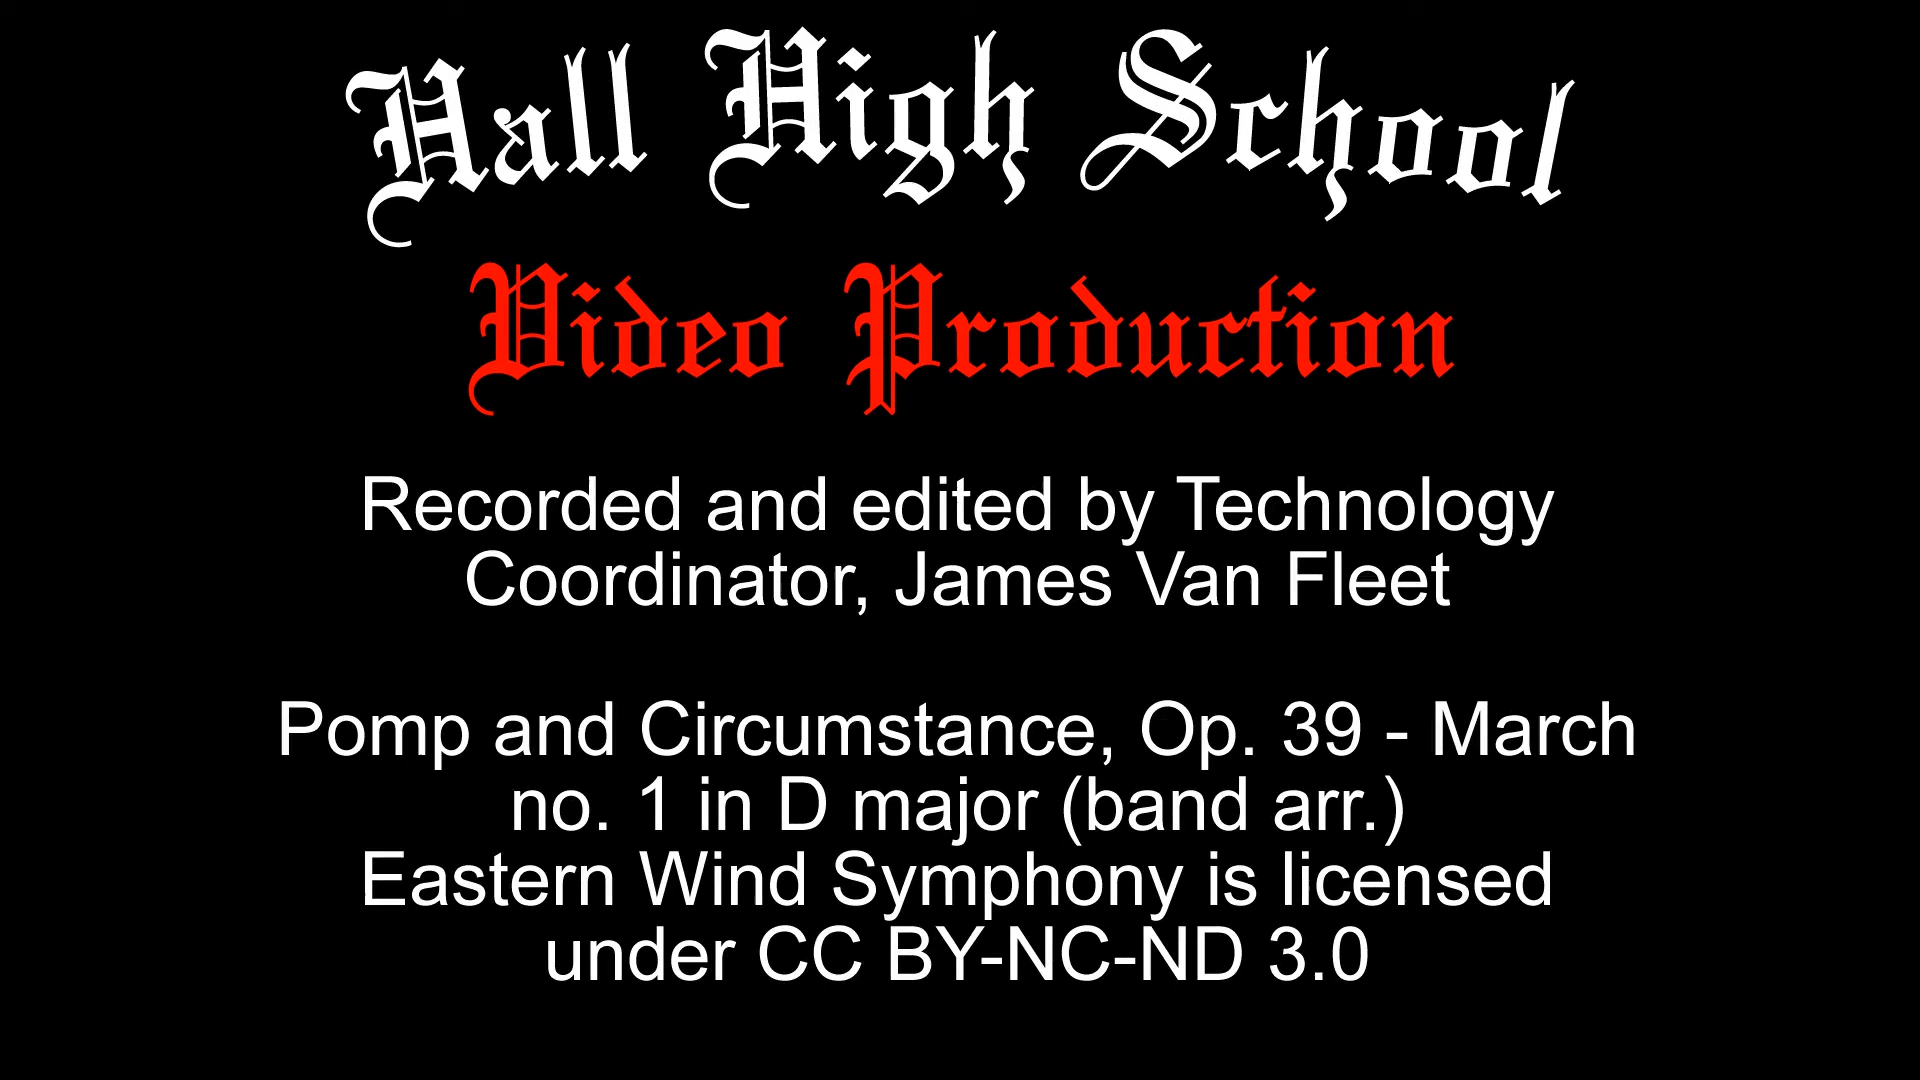 Hall High School
Video Production
Recorded and edited by Technology
Coordinator, James Van Fleet
Pomp and Circumstance, Op. 39 - March
no. 1 in D major (band arr.)
Eastern Wind Symphony is licensed
under CC BY-NC-ND 3.0